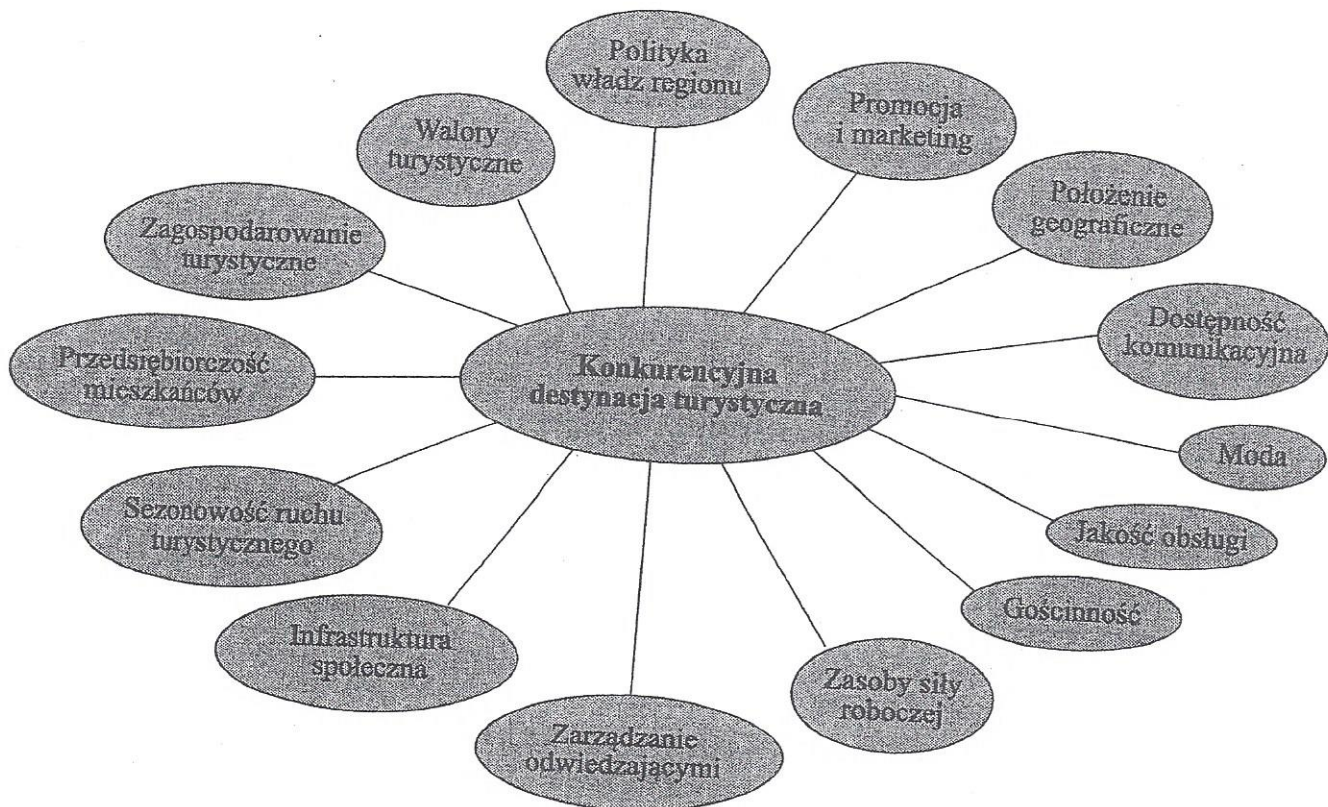 Polityka
władz regionu
Promocja
i marketing
Walory
turystyczne
Położenie
geograficzne
Zagospodarowanie
turystyczne
Dostępność
komunikacyjna
Przedsiębiorczość
mieszkańców
Konkurencyjna
destynacja turystyczna
Moda
Sezonowość ruchu
turystycznego
Jakość obsługi
Gościnność
Infrastruktura
społeczna
Zasoby siły
roboczej
Zarządzanie
odwiedzającymi